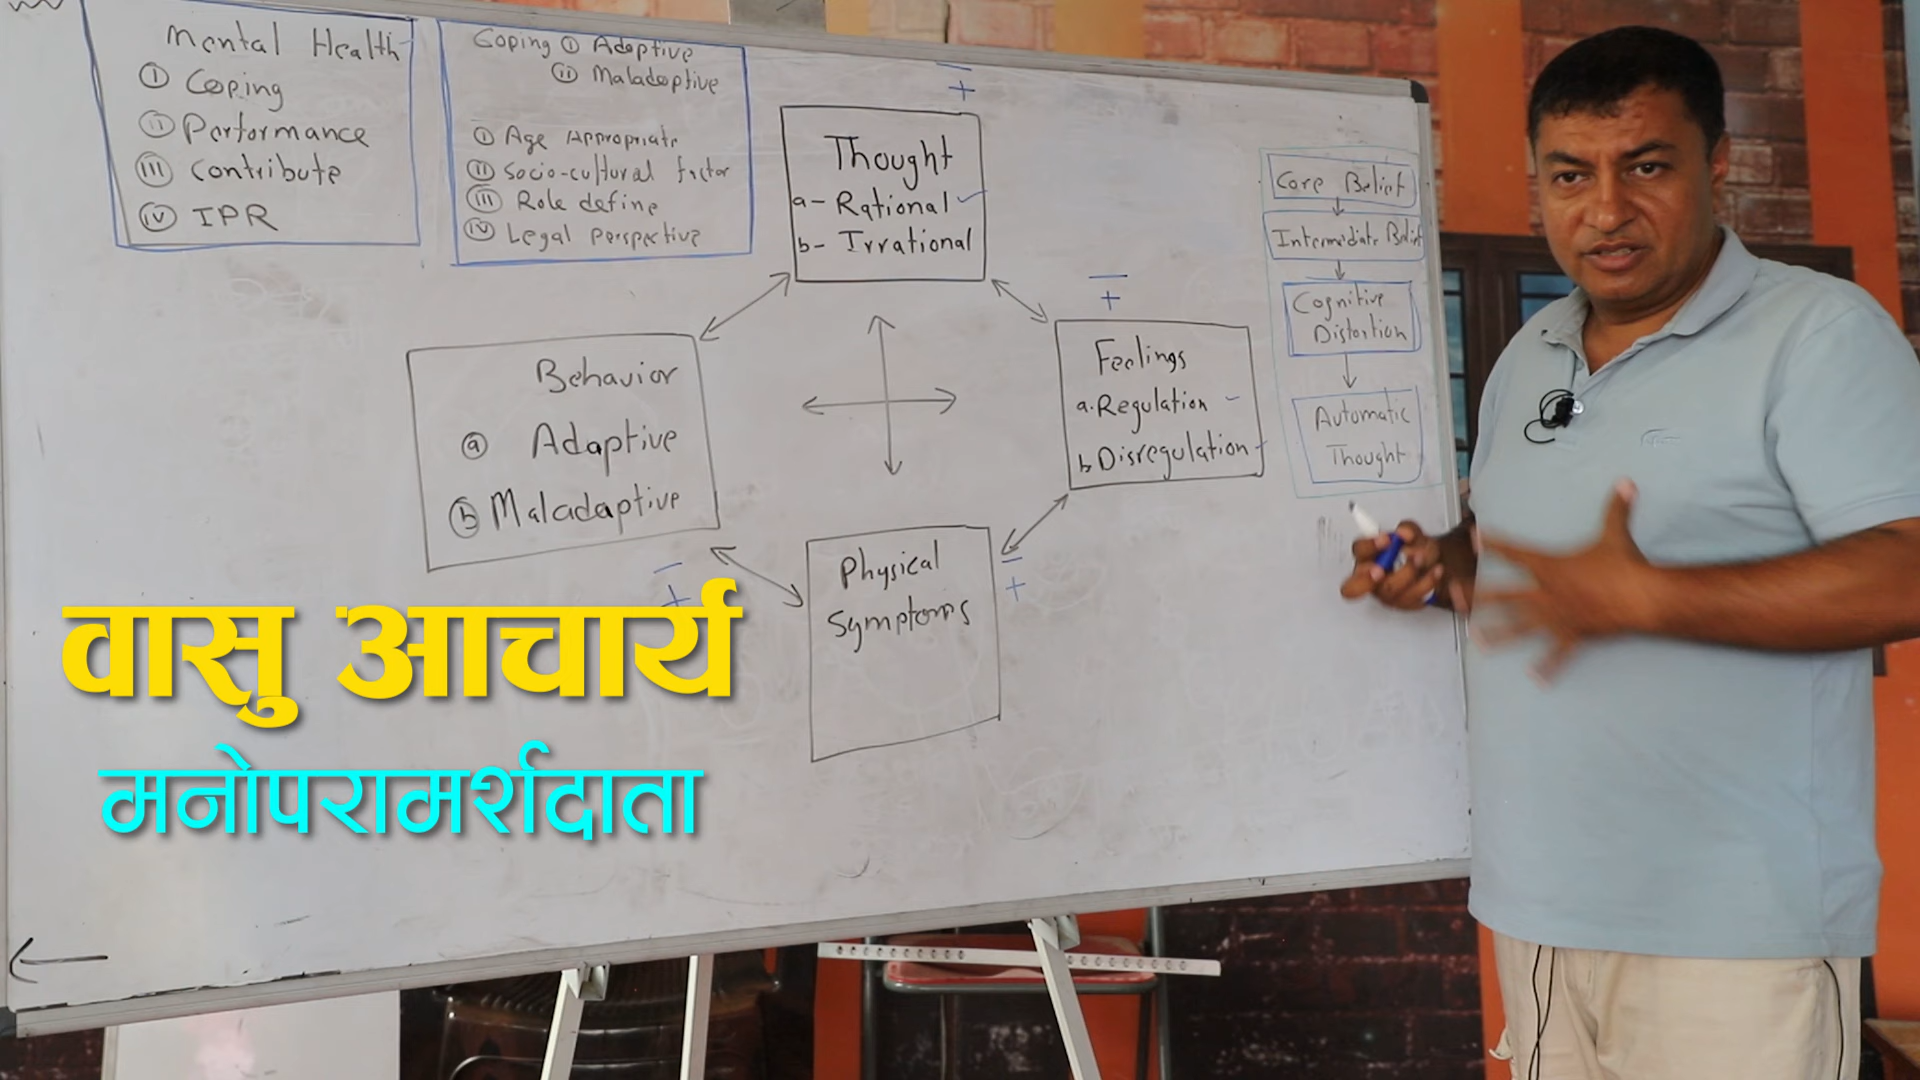 Mental Health
① Coping
② Performance
③ Contribute
④ IPR
Coping ① Adaptive
② Maladaptive
① Age Appropriate
② Socio-cultural factor
③ Role define
④ Legal Perspective
Thought
a- Rational
b- Irrational
Behavior
ⓐ Adaptive
ⓑ Maladaptive
Feelings
a. Regulation
b Disregulation
Physical
Symptoms
Core Belief
Intermediate Belief
Cognitive
Distortion
Automatic
Thought
वासु आचार्य
मनोपरामर्शदाता